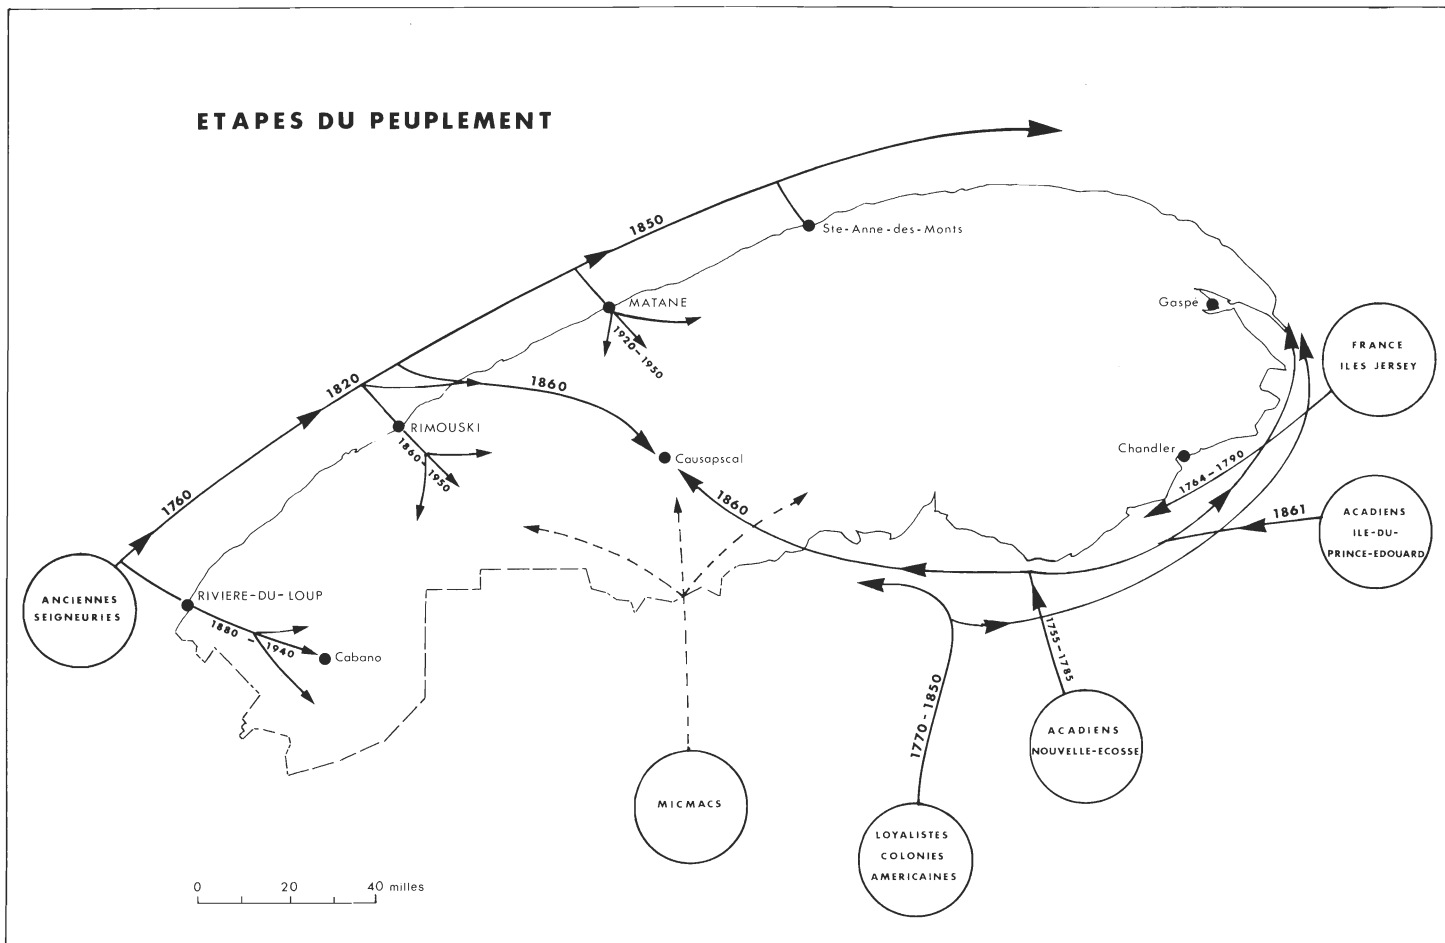 ETAPES DU PEUPLEMENT
1850
Ste-Anne-des-Monts
MATANE
1920-1950
Gaspé
FRANCE
ILES JERSEY
1820
1860
RIMOUSKI
1860-1950
Causapscal
Chandler
1764-1790
1760
1860
1861
ACADIENS
ILE-DU-
PRINCE-EDOUARD
ANCIENNES
SEIGNEURIES
RIVIERE-DU-LOUP
1880 - 1940
Cabano
1755-1785
1770-1850
ACADIENS
NOUVELLE-ECOSSE
MICMACS
LOYALISTES
COLONIES
AMERICAINES
0 20 40 milles